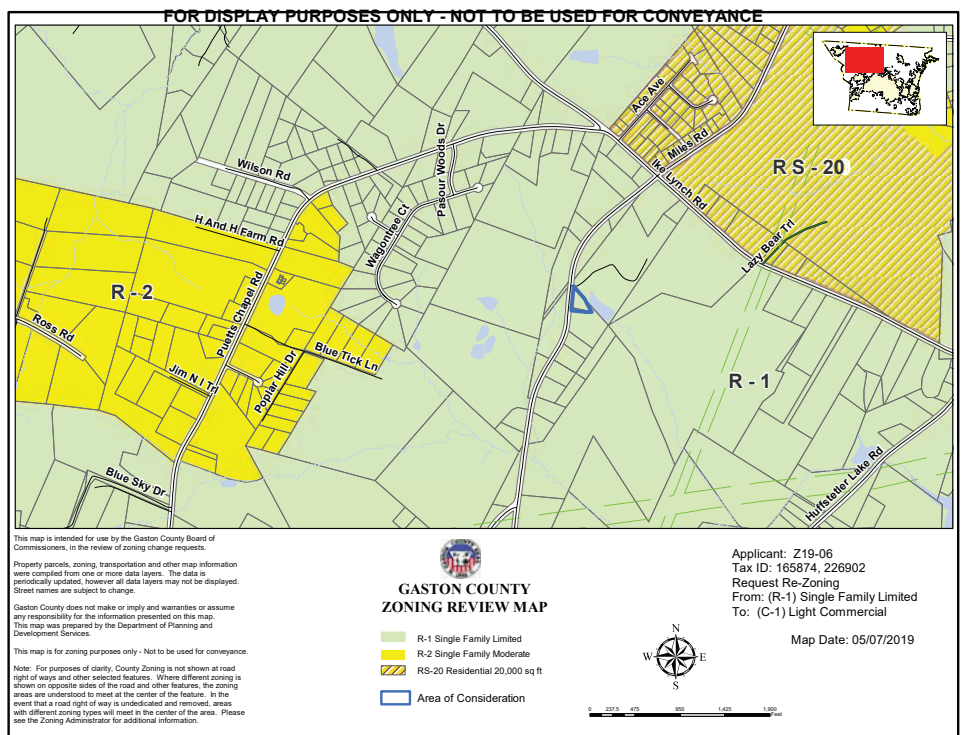 FOR DISPLAY PURPOSES ONLY - NOT TO BE USED FOR CONVEYANCE
Ace Ave
Miles Rd
Ike Lynch Rd
RS - 20
Pasour Woods Dr
Wilson Rd
H And H Farm Rd
Wagontree Ct
Lazy Bear Trl
R - 2
Puetts Chapel Rd
Ross Rd
Blue Tick Ln
Poplar Hill Dr
Jim N I Trl
R - 1
Blue Sky Dr
Huffstetler Lake Rd
This map is intended for use by the Gaston County Board of
Commissioners, in the review of zoning change requests.
Property parcels, zoning, transportation and other map information
were compiled from one or more data layers. The data is
periodically updated, however all data layers may not be displayed.
Street names are subject to change.
Gaston County does not make or imply and warranties or assume
any responsibility for the information presented on this map.
This map was prepared by the Department of Planning and
Development Services.
This map is for zoning purposes only - Not to be used for conveyance.
Note: For purposes of clarity, County Zoning is not shown at road
right of ways and other selected features. Where different zoning is
shown on opposite sides of the road and other features, the zoning
areas are understood to meet at the center of the feature. In the
event that a road right of way is undedicated and removed, areas
with different zoning types will meet in the center of the area. Please
see the Zoning Administrator for additional information.
GASTON COUNTY
ZONING REVIEW MAP
R-1 Single Family Limited
R-2 Single Family Moderate
RS-20 Residential 20,000 sq ft
Area of Consideration
N
W E
S
0 237.5 475 950 1,425 1,900
Feet
Applicant: Z19-06
Tax ID: 165874, 226902
Request Re-Zoning
From: (R-1) Single Family Limited
To: (C-1) Light Commercial
Map Date: 05/07/2019